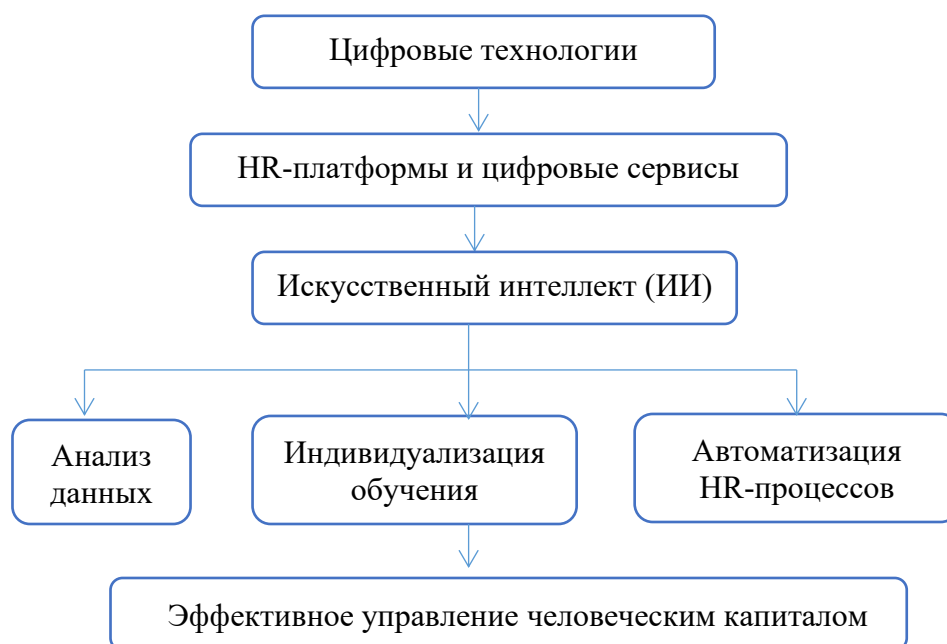 Цифровые технологии
HR-платформы и цифровые сервисы
Искусственный интеллект (ИИ)
Анализ
данных
Индивидуализация
обучения
Автоматизация
HR-процессов
Эффективное управление человеческим капиталом